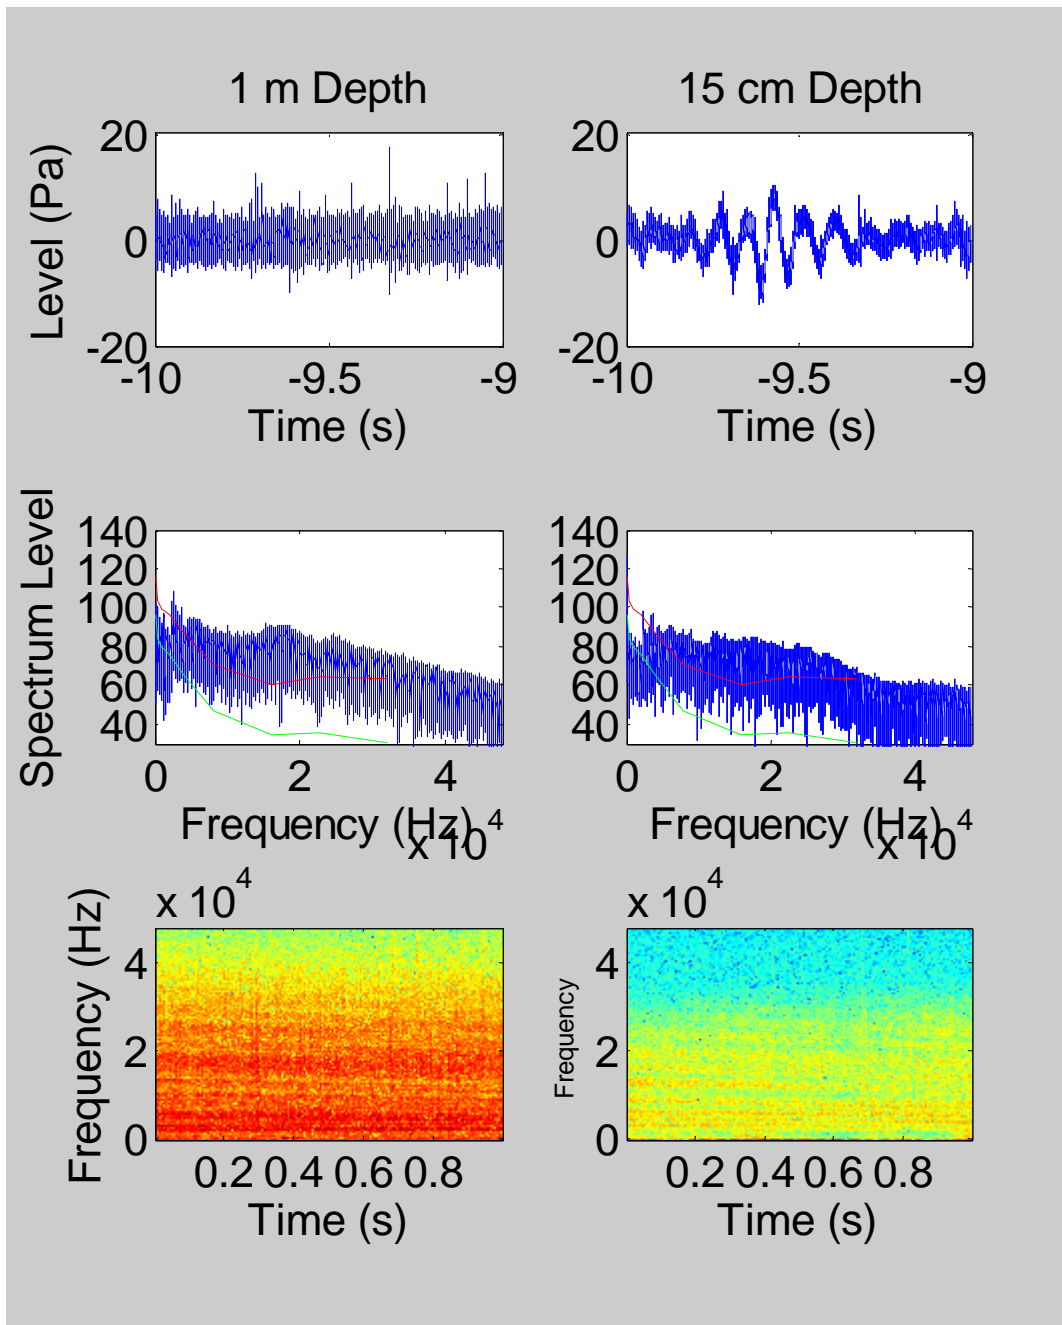 1 m Depth
15 cm Depth
Level (Pa)
20
0
-20
-10
-9.5
-9
Time (s)
20
0
-20
-10
-9.5
-9
Time (s)
Spectrum Level
140
120
100
80
60
40
0
2
4
Frequency (Hz)
x 10^4
140
120
100
80
60
40
0
2
4
Frequency (Hz)
x 10^4
Frequency (Hz)
x 10^4
4
2
0
0.2 0.4 0.6 0.8
Time (s)
Frequency
x 10^4
4
2
0
0.2 0.4 0.6 0.8
Time (s)